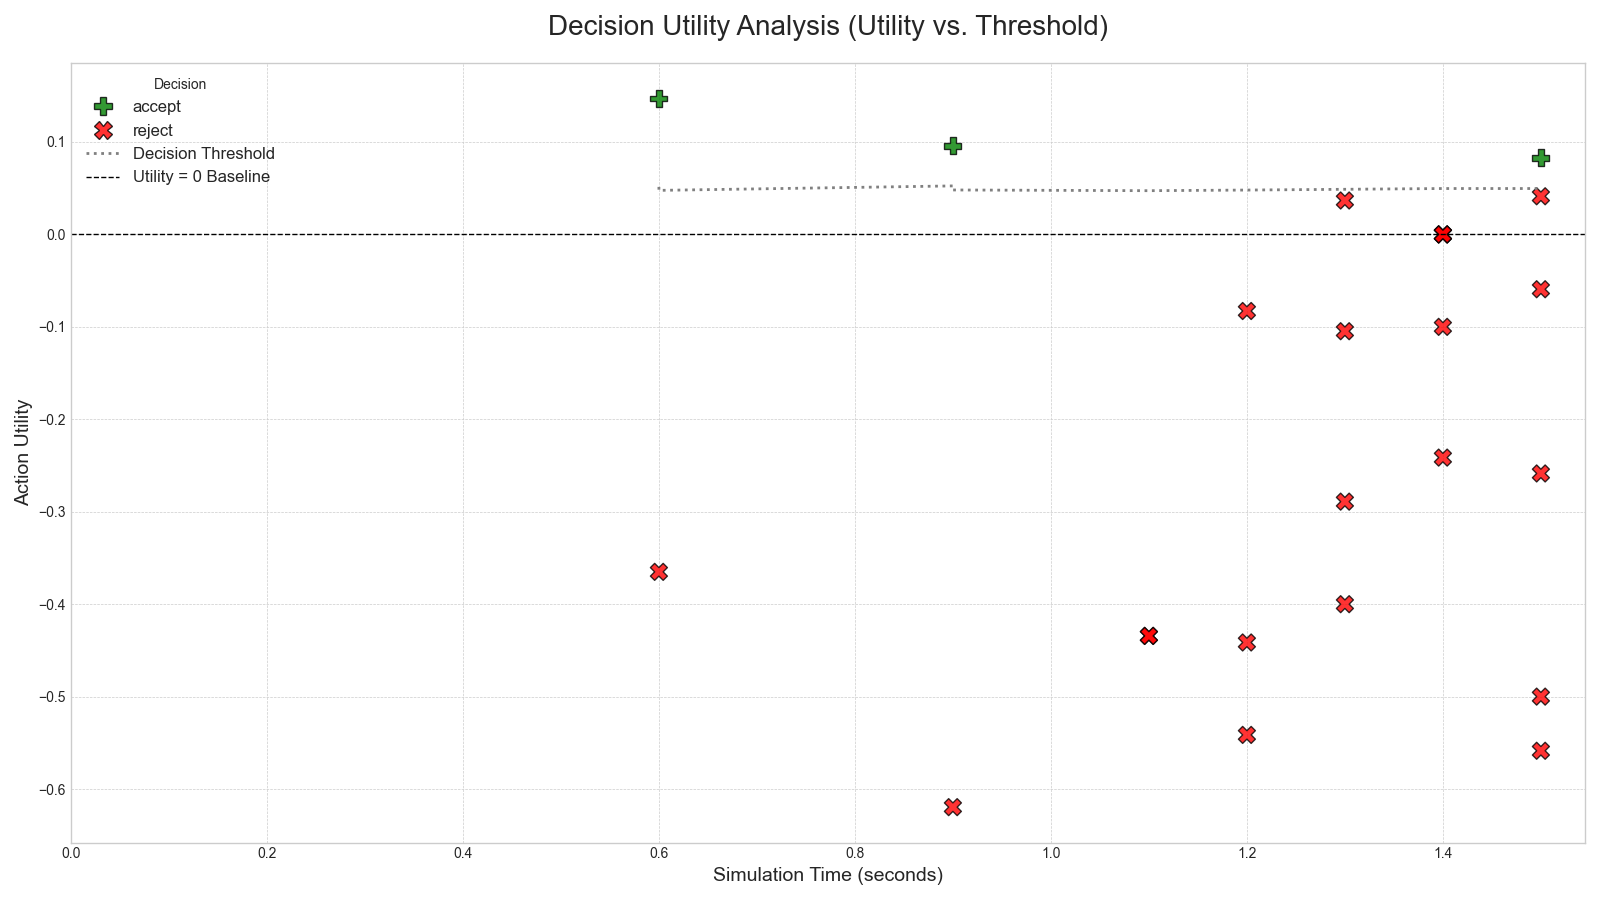 Decision Utility Analysis (Utility vs. Threshold)
Decision
accept
reject
Decision Threshold
Utility = 0 Baseline
Action Utility
0.1
0.0
−0.1
−0.2
−0.3
−0.4
−0.5
−0.6
0.0 0.2 0.4 0.6 0.8 1.0 1.2 1.4
Simulation Time (seconds)